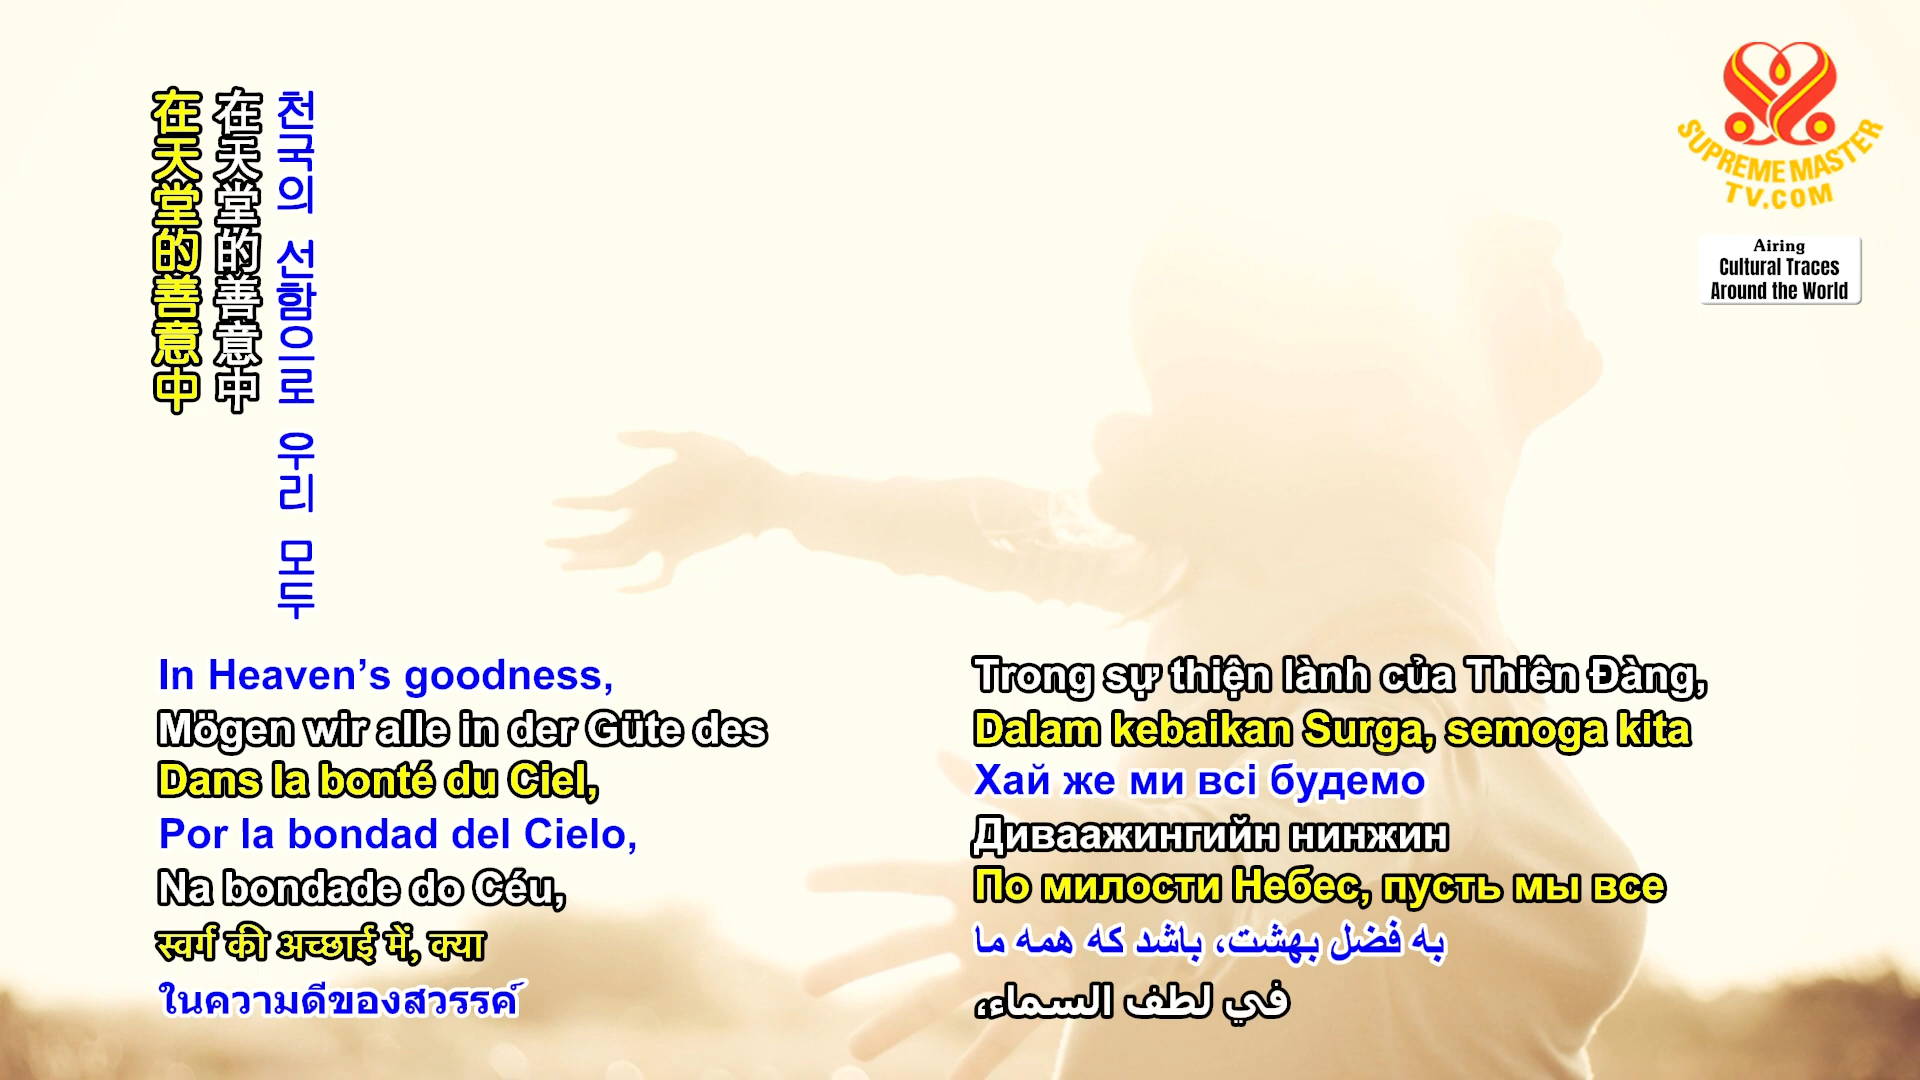 在天堂的善意中
在天堂的善意中
천국의 선함으로 우리 모두
SUPREME MASTER
TV.COM
Airing
Cultural Traces
Around the World
In Heaven’s goodness,
Mögen wir alle in der Güte des
Dans la bonté du Ciel,
Por la bondad del Cielo,
Na bondade do Céu,
स्वर्ग की अच्छाई में, क्या
ในความดีของสวรรค์
Trong sự thiện lành của Thiên Đàng,
Dalam kebaikan Surga, semoga kita
Хай же ми всі будемо
Диваажингийн нинжин
По милости Небес, пусть мы все
به فضل بهشت، باشد که همه ما
في لطف السماء،